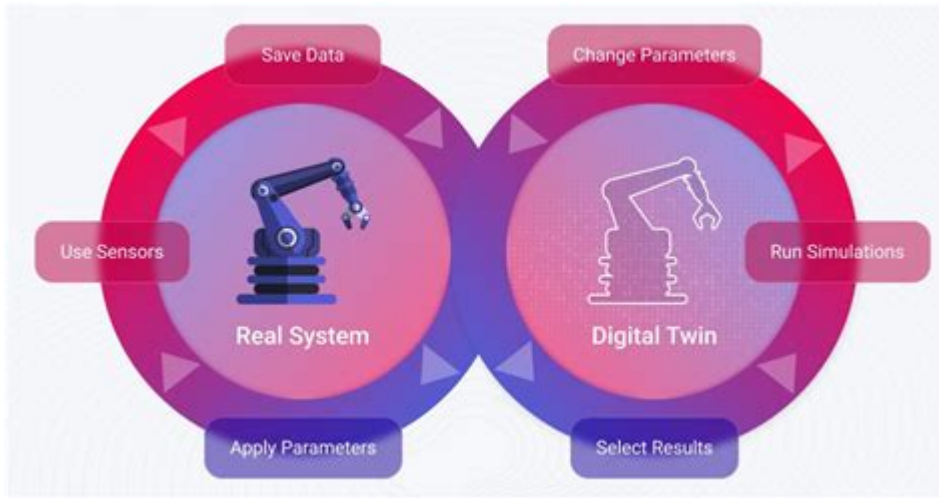 Save Data
Change Parameters
Use Sensors
Run Simulations
Real System
Digital Twin
Apply Parameters
Select Results